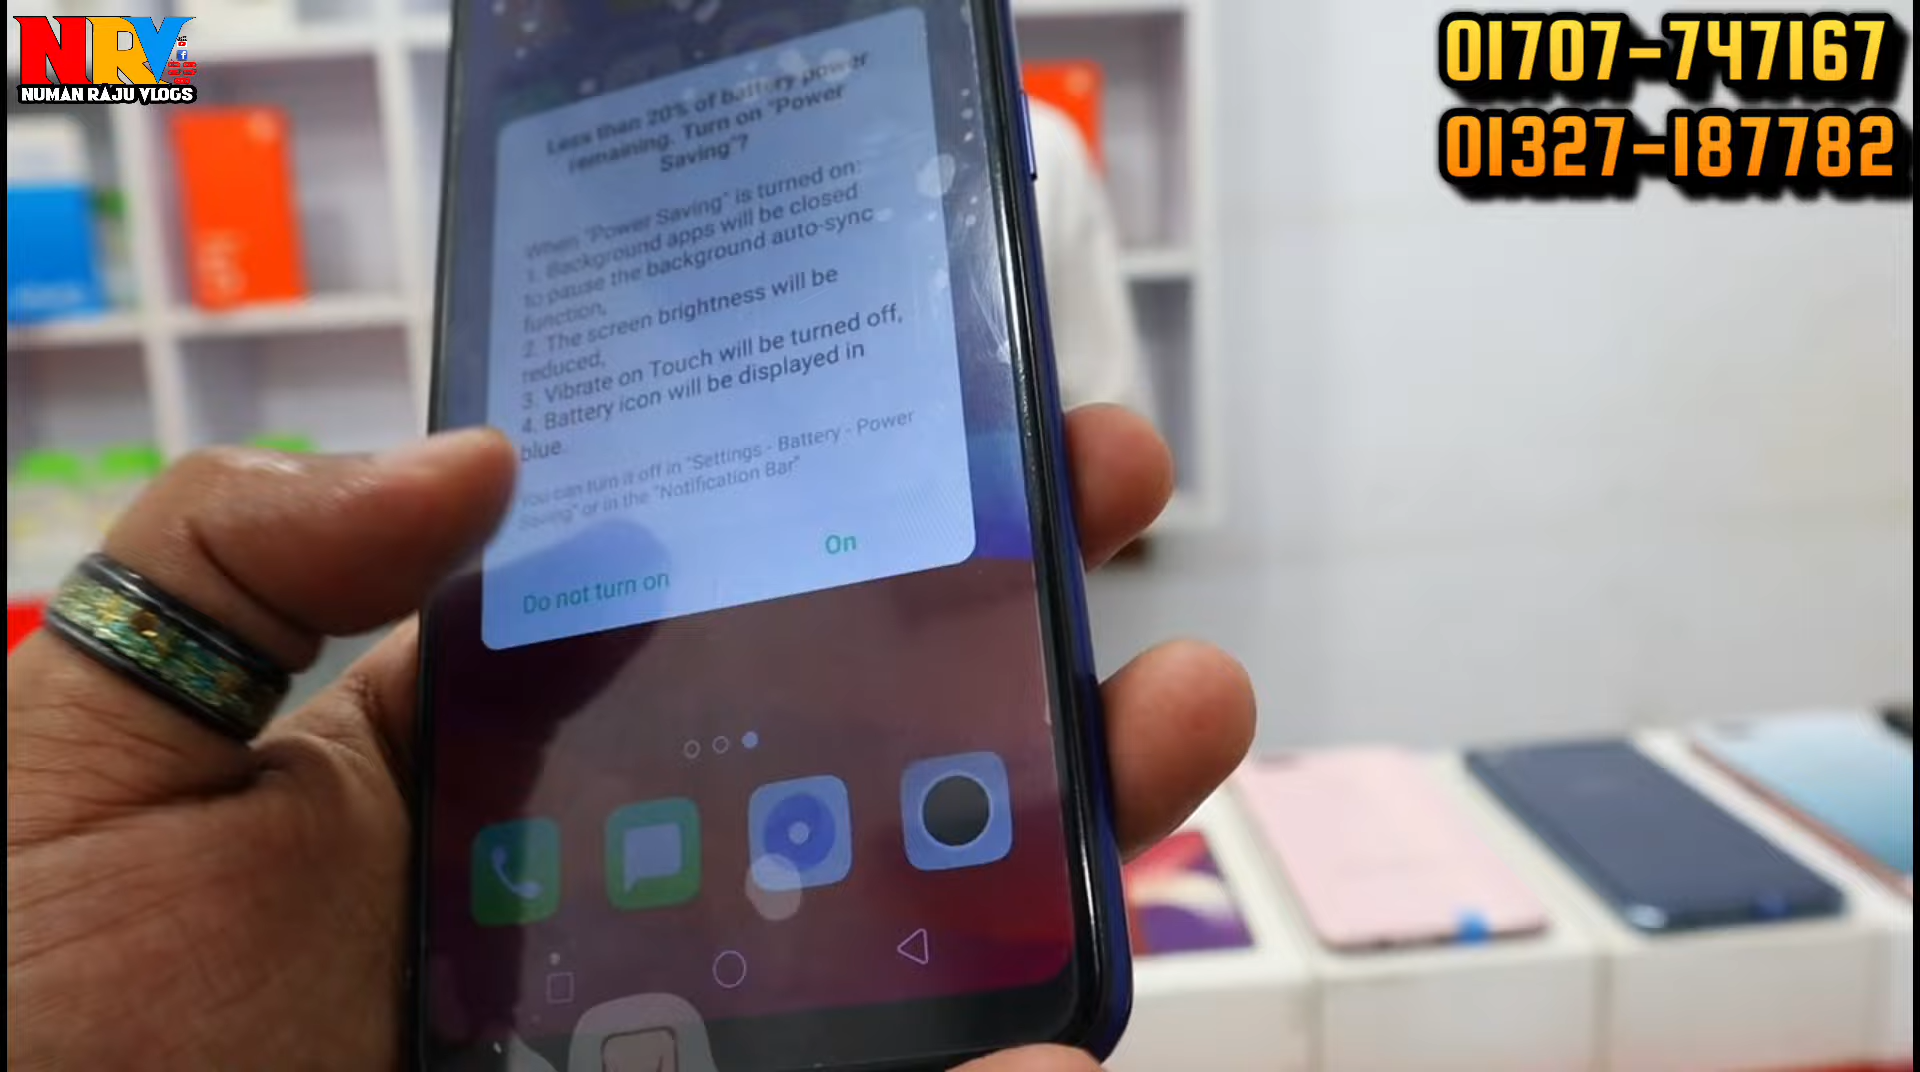 NRV
NUMAN RAJU VLOGS
01707-747167
01327-187782
Less than 20% of battery power
remaining. Turn on "Power
Saving"?
When "Power Saving" is turned on:
1. Background apps will be closed
to pause the background auto-sync
function,
2. The screen brightness will be
reduced,
3. Vibrate on Touch will be turned off,
4. Battery icon will be displayed in
blue.
You can turn it off in "Settings - Battery - Power
Saving" or in the "Notification Bar"
Do not turn on
On